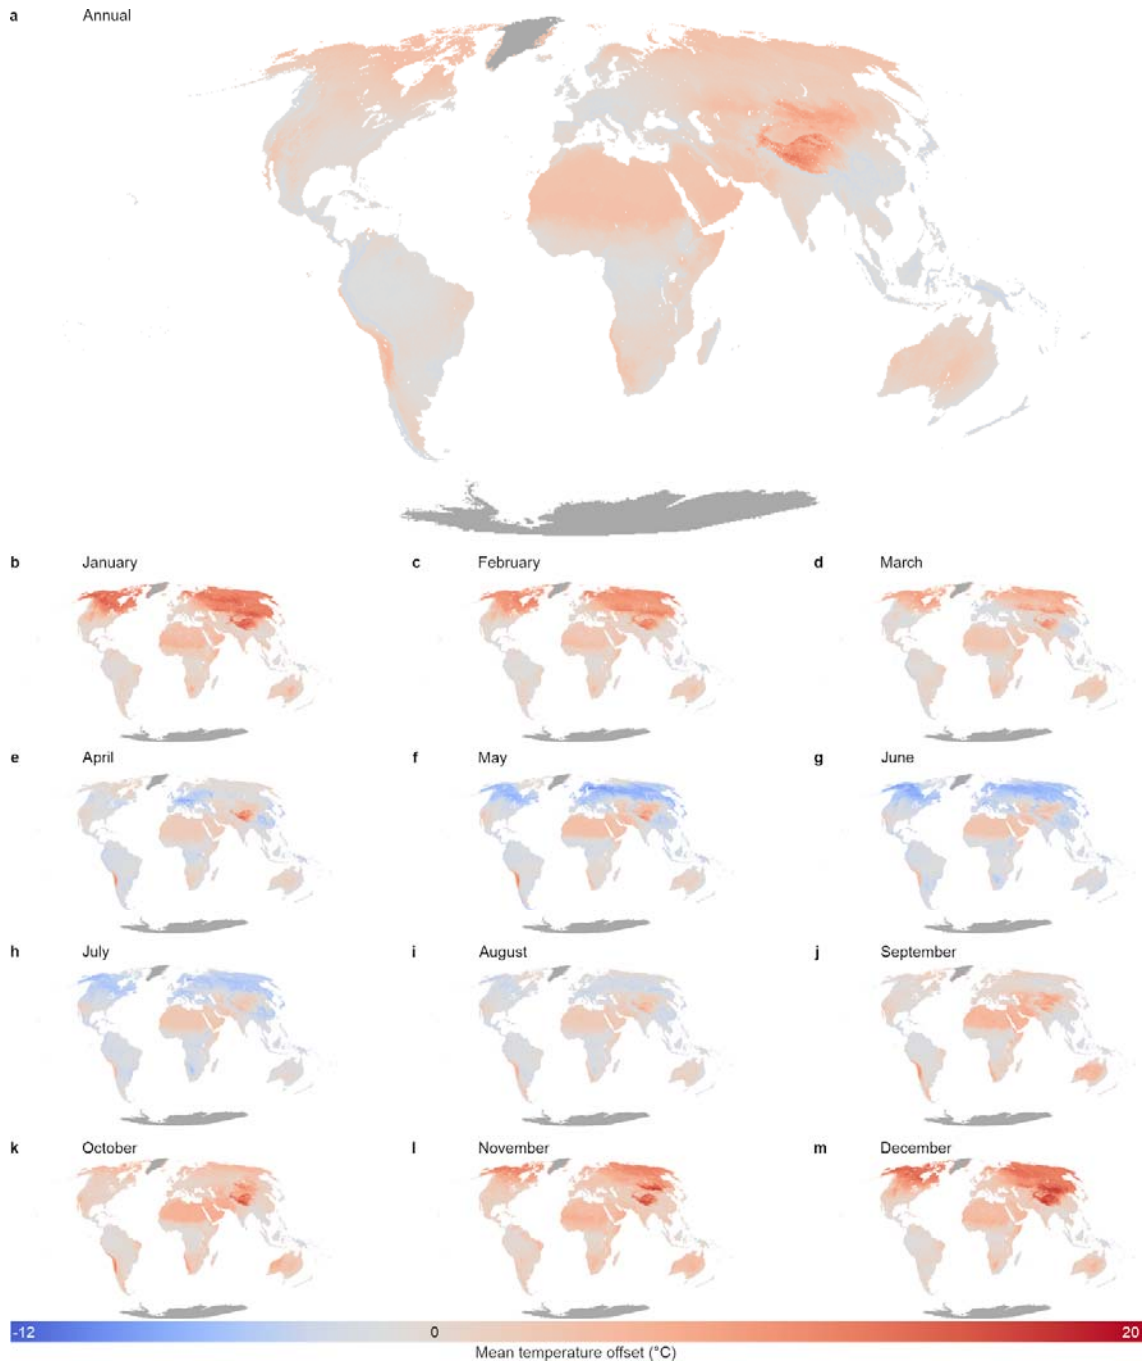 a Annual
b January c February d March
e April f May g June
h July i August j September
k October l November m December
-12 0 20
Mean temperature offset (°C)